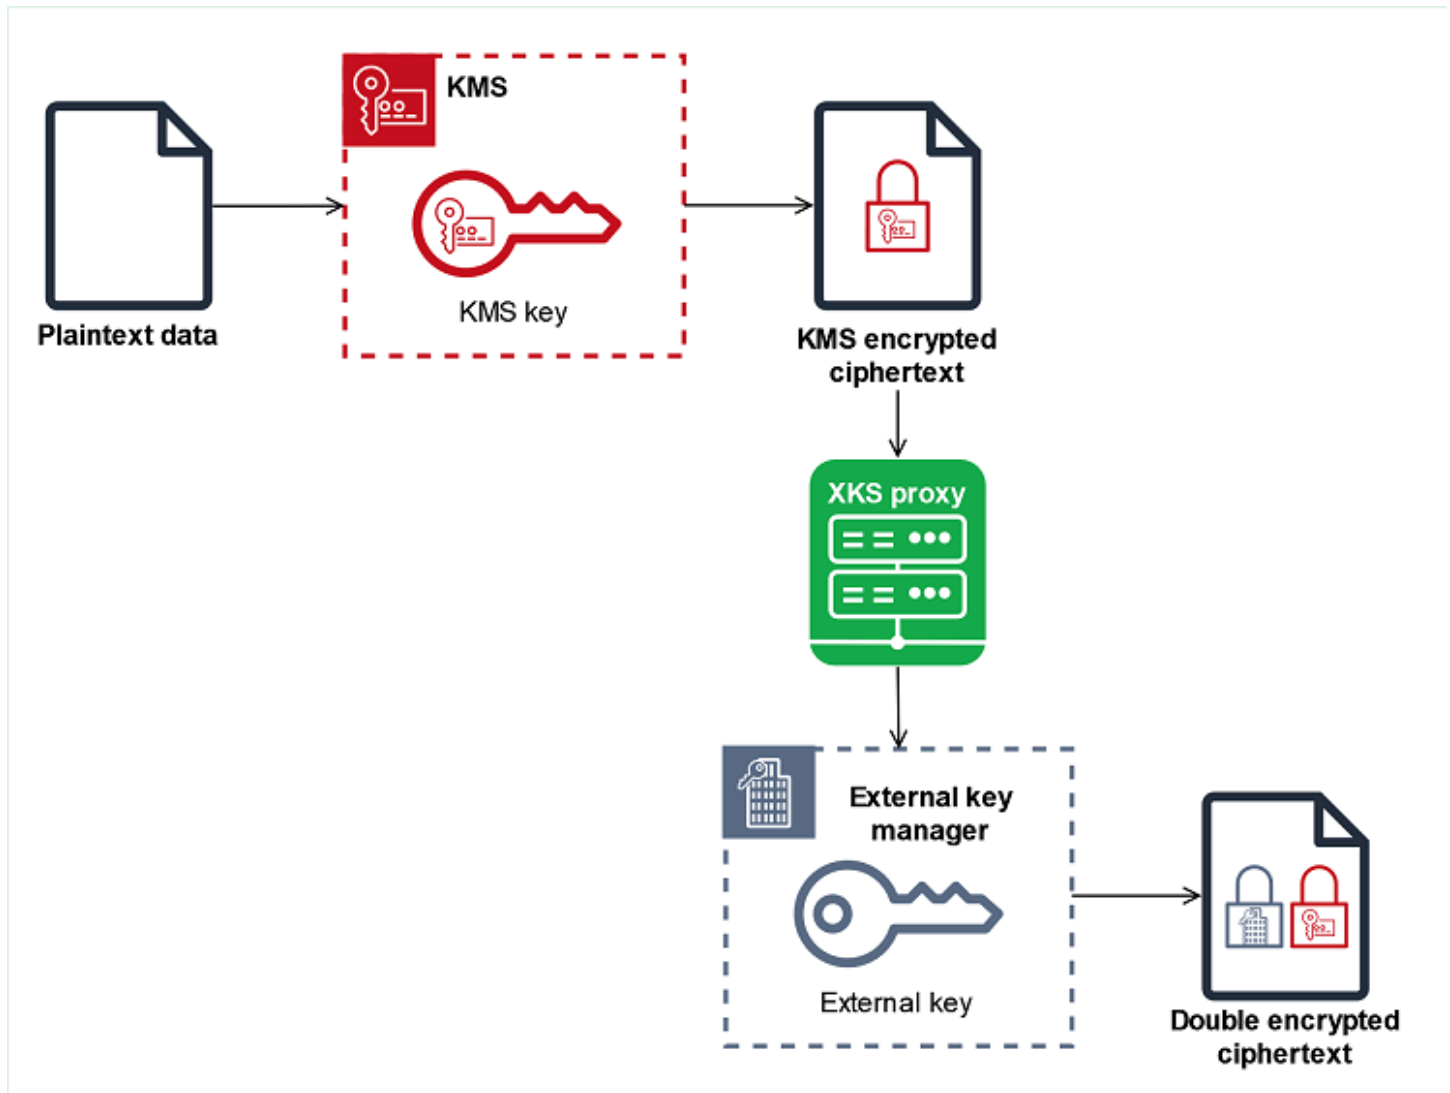 KMS
KMS key
Plaintext data
KMS encrypted
ciphertext
XKS proxy
External key
manager
External key
Double encrypted
ciphertext